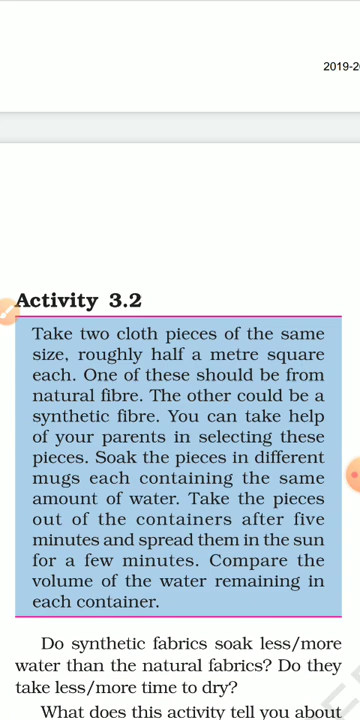 2019-2
Activity 3.2
Take two cloth pieces of the same
size, roughly half a metre square
each. One of these should be from
natural fibre. The other could be a
synthetic fibre. You can take help
of your parents in selecting these
pieces. Soak the pieces in different
mugs each containing the same
amount of water. Take the pieces
out of the containers after five
minutes and spread them in the sun
for a few minutes. Compare the
volume of the water remaining in
each container.
Do synthetic fabrics soak less/more
water than the natural fabrics? Do they
take less/more time to dry?
What does this activity tell you about